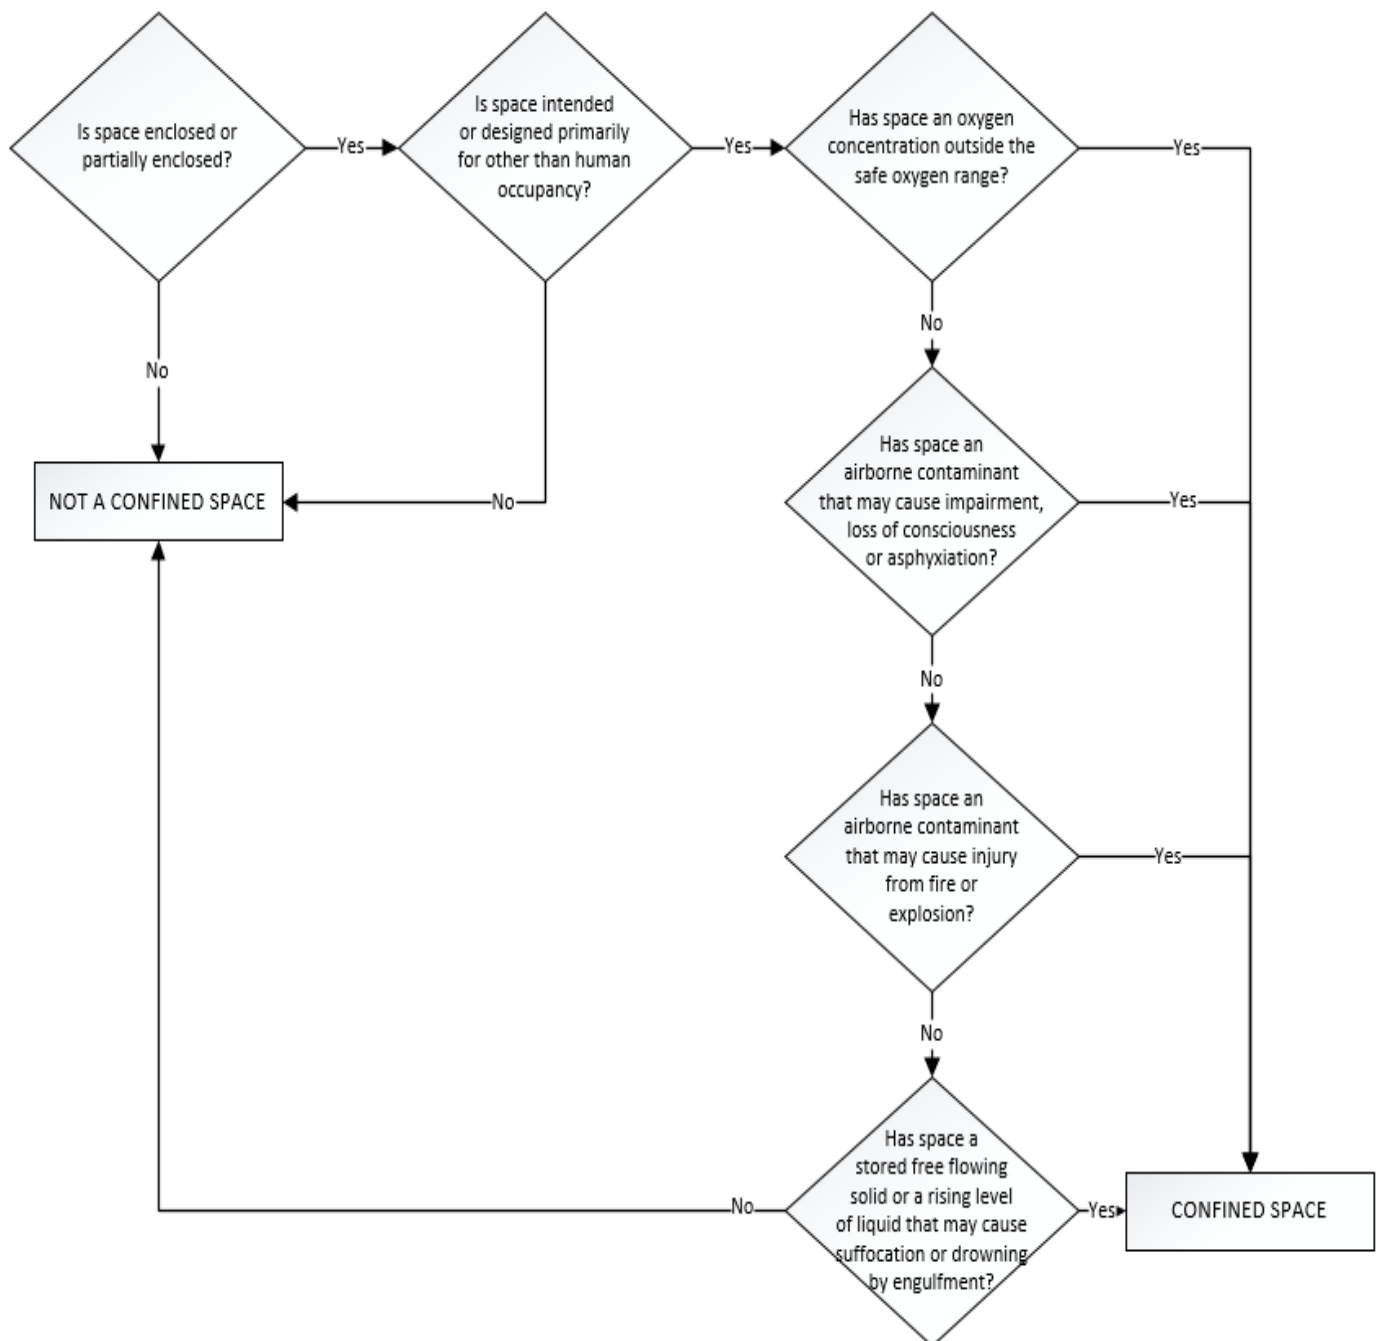 Is space enclosed or
partially enclosed?
Yes
Is space intended
or designed primarily
for other than human
occupancy?
Yes
Has space an oxygen
concentration outside the
safe oxygen range?
Yes
No
No
No
NOT A CONFINED SPACE
Has space an
airborne contaminant
that may cause impairment,
loss of consciousness
or asphyxiation?
Yes
No
Has space an
airborne contaminant
that may cause injury
from fire or
explosion?
Yes
No
Has space a
stored free flowing
solid or a rising level
of liquid that may cause
suffocation or drowning
by engulfment?
No
Yes
CONFINED SPACE